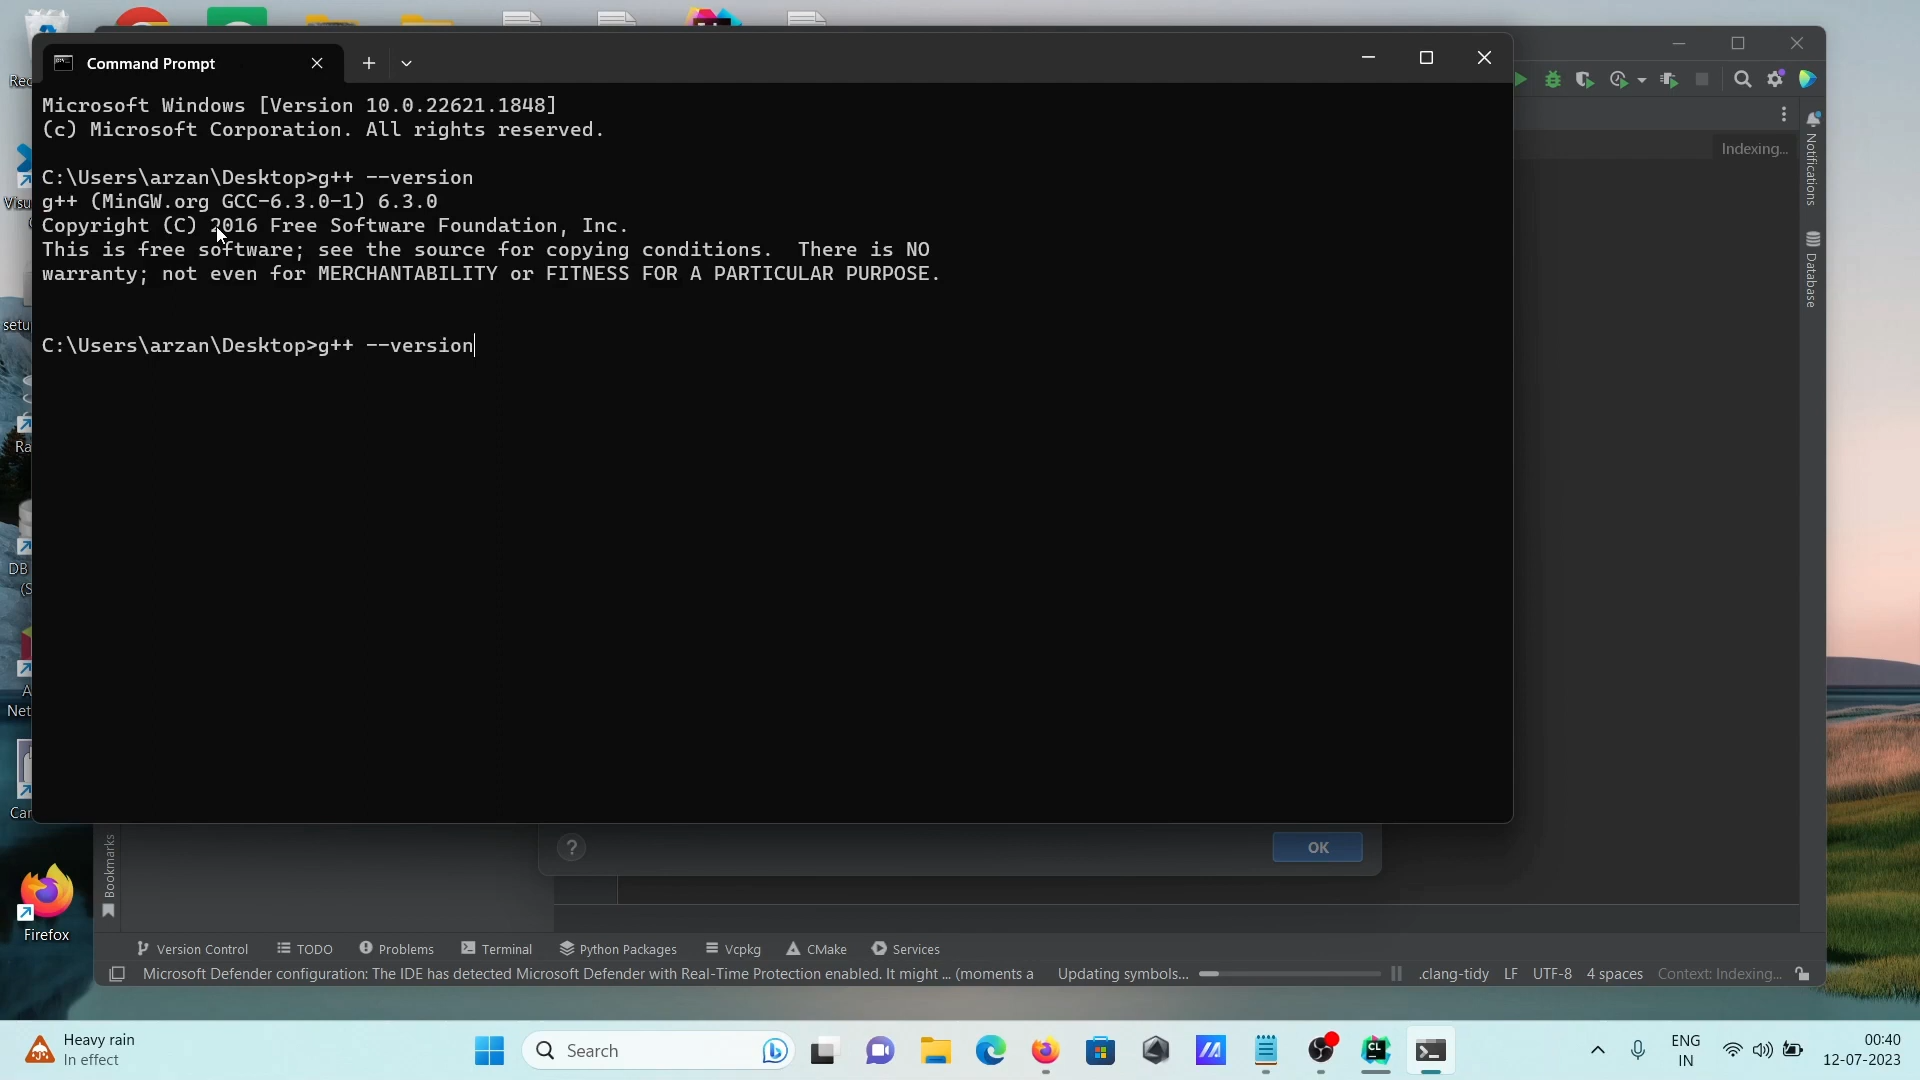 Command Prompt
Microsoft Windows [Version 10.0.22621.1848]
(c) Microsoft Corporation. All rights reserved.
C:\Users\arzan\Desktop>g++ --version
g++ (MinGW.org GCC-6.3.0-1) 6.3.0
Copyright (C) 2016 Free Software Foundation, Inc.
This is free software; see the source for copying conditions.  There is NO
warranty; not even for MERCHANTABILITY or FITNESS FOR A PARTICULAR PURPOSE.
C:\Users\arzan\Desktop>g++ --version
Indexing...
Notifications
Database
OK
Bookmarks
Firefox
Version Control
TODO
Problems
Terminal
Python Packages
Vcpkg
CMake
Services
Microsoft Defender configuration: The IDE has detected Microsoft Defender with Real-Time Protection enabled. It might ... (moments a
Updating symbols...
.clang-tidy
LF
UTF-8
4 spaces
Context: Indexing...
Heavy rain
In effect
Search
ENG
IN
00:40
12-07-2023